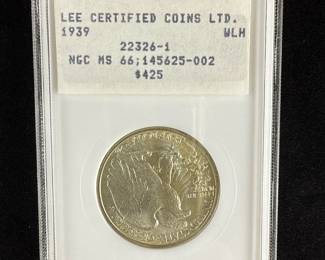 LEE CERTIFIED COINS LTD.
1939 WLH
22326-1
NGC MS 66;145625-002
$425